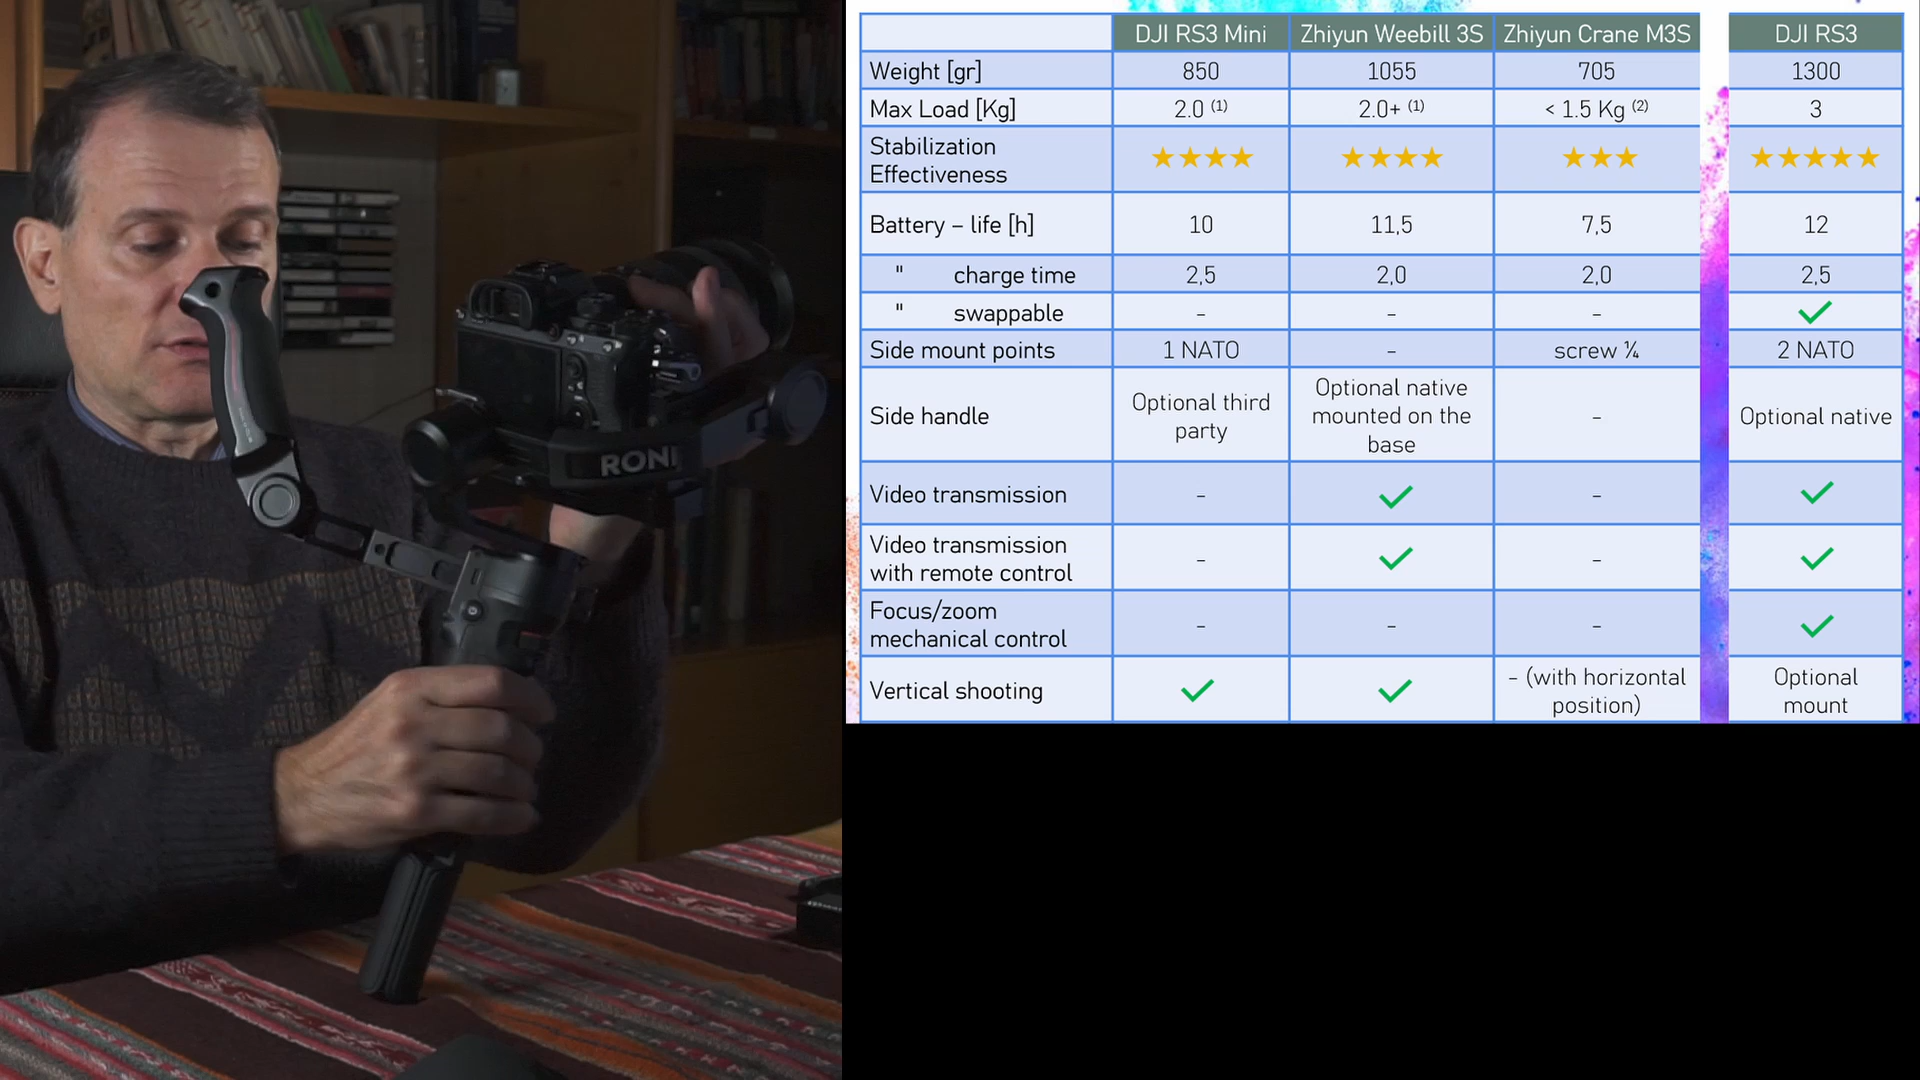 DJI RS3 Mini Zhiyun Weebill 3S Zhiyun Crane M3S DJI RS3
Weight [gr] 850 1055 705 1300
Max Load [Kg] 2.0 (1) 2.0+ (1) < 1.5 Kg (2) 3
Stabilization
Effectiveness ★★★★ ★★★★ ★★★ ★★★★★
Battery – life [h] 10 11,5 7,5 12
" charge time 2,5 2,0 2,0 2,5
" swappable - - - ✓
Side mount points 1 NATO - screw ¼ 2 NATO
Side handle
Optional third
party
Optional native
mounted on the
base
-
Optional native
Video transmission - ✓ - ✓
Video transmission
with remote control - ✓ - ✓
Focus/zoom
mechanical control - - - ✓
Vertical shooting ✓ ✓
- (with horizontal
position)
Optional
mount
RONI